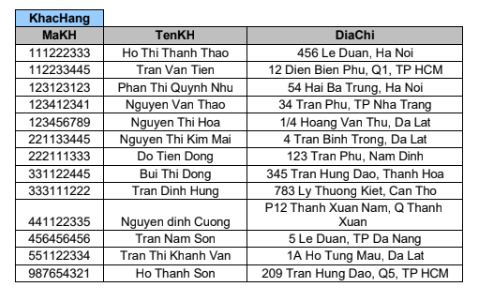 KhacHang
MaKH TenKH DiaChi
111222333 Ho Thi Thanh Thao 456 Le Duan, Ha Noi
112233445 Tran Van Tien 12 Dien Bien Phu, Q1, TP HCM
123123123 Phan Thi Quynh Nhu 54 Hai Ba Trung, Ha Noi
123412341 Nguyen Van Thao 34 Tran Phu, TP Nha Trang
123456789 Nguyen Thi Hoa 1/4 Hoang Van Thu, Da Lat
221133445 Nguyen Thi Kim Mai 4 Tran Binh Trong, Da Lat
222111333 Do Tien Dong 123 Tran Phu, Nam Dinh
331122445 Bui Thi Dong 345 Tran Hung Dao, Thanh Hoa
333111222 Tran Dinh Hung 783 Ly Thuong Kiet, Can Tho
P12 Thanh Xuan Nam, Q Thanh
441122335 Nguyen dinh Cuong Xuan
456456456 Tran Nam Son 5 Le Duan, TP Da Nang
551122334 Tran Thi Khanh Van 1A Ho Tung Mau, Da Lat
987654321 Ho Thanh Son 209 Tran Hung Dao, Q5, TP HCM